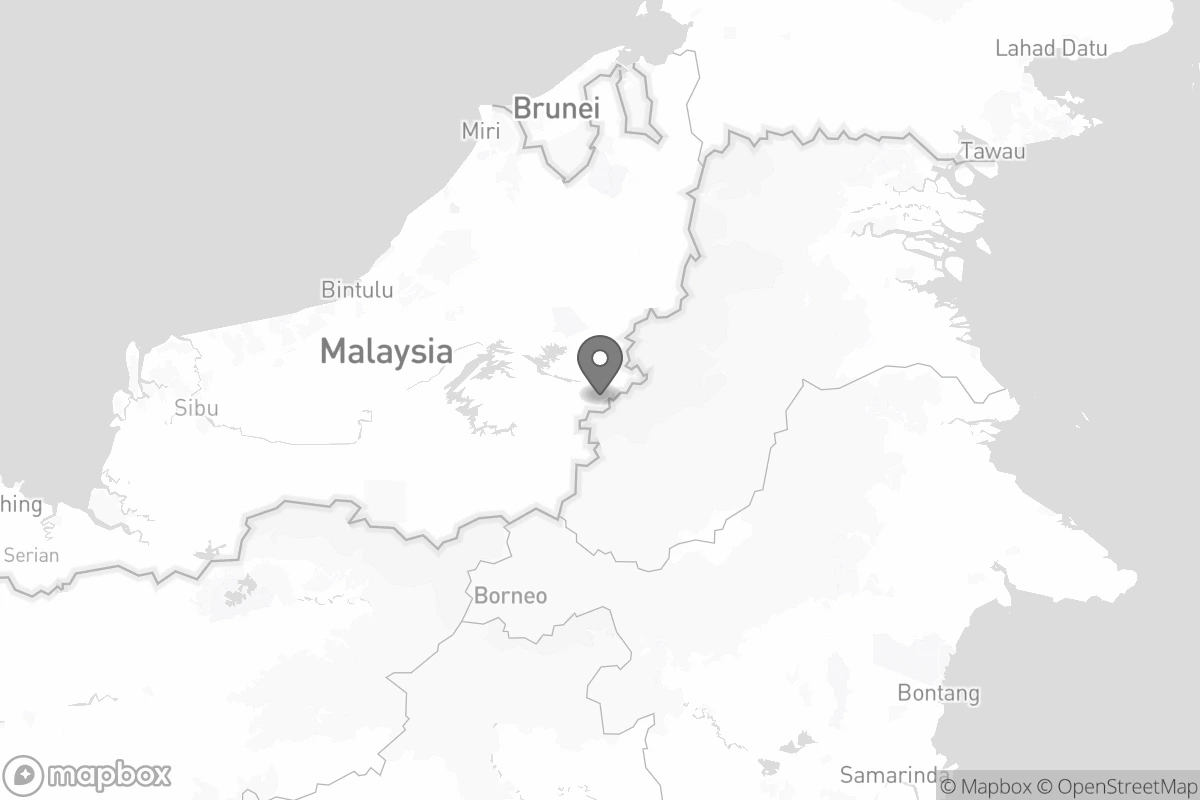 Lahad Datu
Brunei
Miri
Tawau
Bintulu
Malaysia
Sibu
hing
Serian
Borneo
Bontang
Samarinda
mapbox
© Mapbox © OpenStreetMap